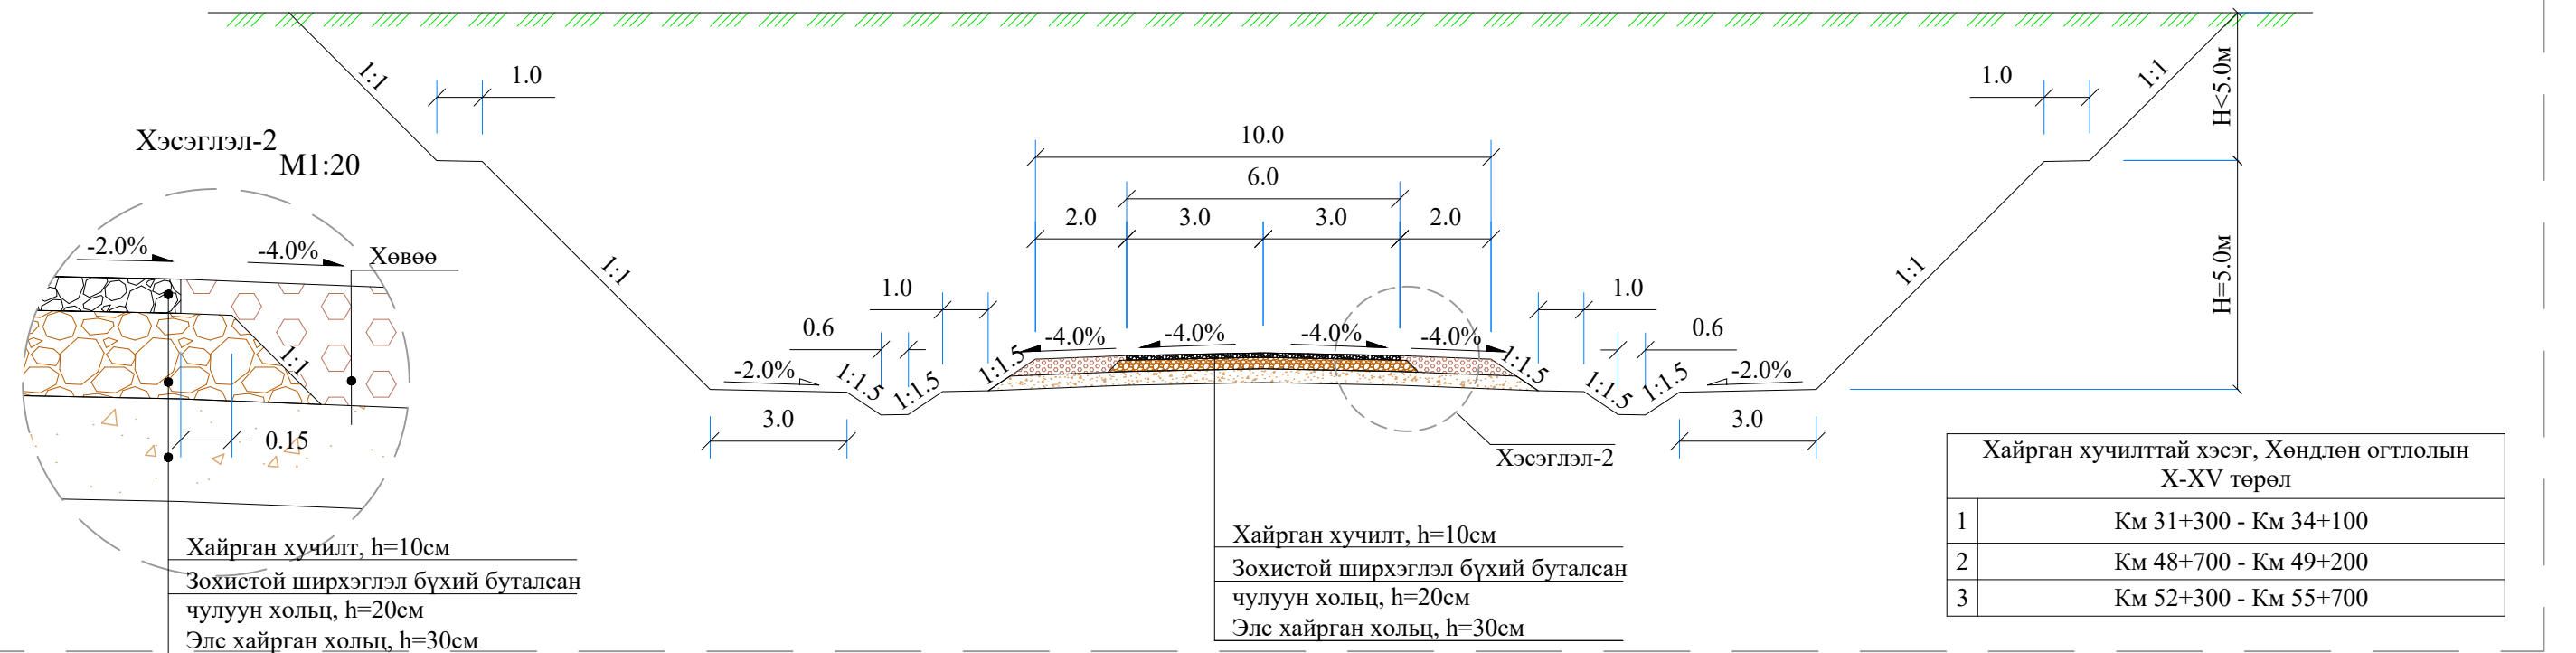 1:1
1.0
1.0
1:1
H<5.0м
10.0
6.0
2.0
3.0
3.0
2.0
Хэсэглэл-2
М1:20
-2.0%
-4.0%
Хөвөө
1:1
0.15
Хайрган хучилт, h=10см
Зохистой ширхэглэл бүхий буталсан
чулуун хольц, h=20см
Элс хайрган хольц, h=30см
1:1
1:1
H=5.0м
1.0
1.0
0.6
0.6
-4.0%
-4.0%
-4.0%
-4.0%
-2.0%
1:1.5
1:1.5
1:1.5
1:1.5
1:1.5
1:1.5
-2.0%
3.0
3.0
Хэсэглэл-2
Хайрган хучилт, h=10см
Зохистой ширхэглэл бүхий буталсан
чулуун хольц, h=20см
Элс хайрган хольц, h=30см
Хайрган хучилттай хэсэг, Хөндлөн огтлолын
X-XV төрөл
1 Км 31+300 - Км 34+100
2 Км 48+700 - Км 49+200
3 Км 52+300 - Км 55+700